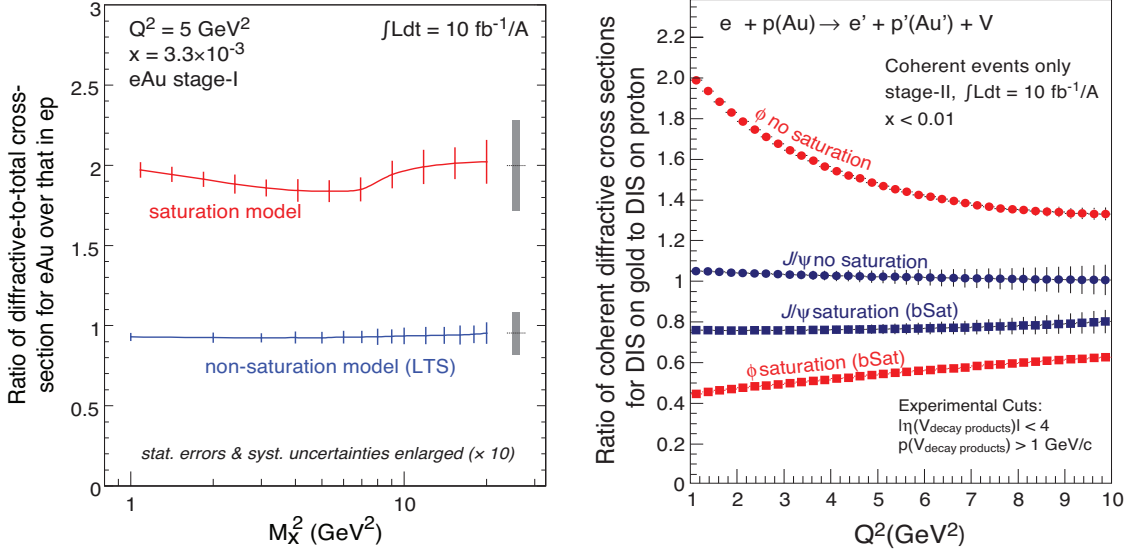 Ratio of diffractive-to-total cross-
section for eAu over that in ep
3
2.5
2
1.5
1
0.5
0
Q² = 5 GeV²
x = 3.3×10⁻³
eAu stage-I
∫Ldt = 10 fb⁻¹/A
saturation model
non-saturation model (LTS)
stat. errors & syst. uncertainties enlarged (× 10)
1
10
Mₓ² (GeV²)
Ratio of coherent diffractive cross sections
for DIS on gold to DIS on proton
2.2
2.0
1.8
1.6
1.4
1.2
1
0.8
0.6
0.4
0.2
0
e + p(Au) → e’ + p’(Au’) + V
Coherent events only
stage-II, ∫Ldt = 10 fb⁻¹/A
x < 0.01
ϕ no saturation
J/ψ no saturation
J/ψ saturation (bSat)
ϕ saturation (bSat)
Experimental Cuts:
|η(Vdecay products)| < 4
p(Vdecay products) > 1 GeV/c
1 2 3 4 5 6 7 8 9 10
Q²(GeV²)